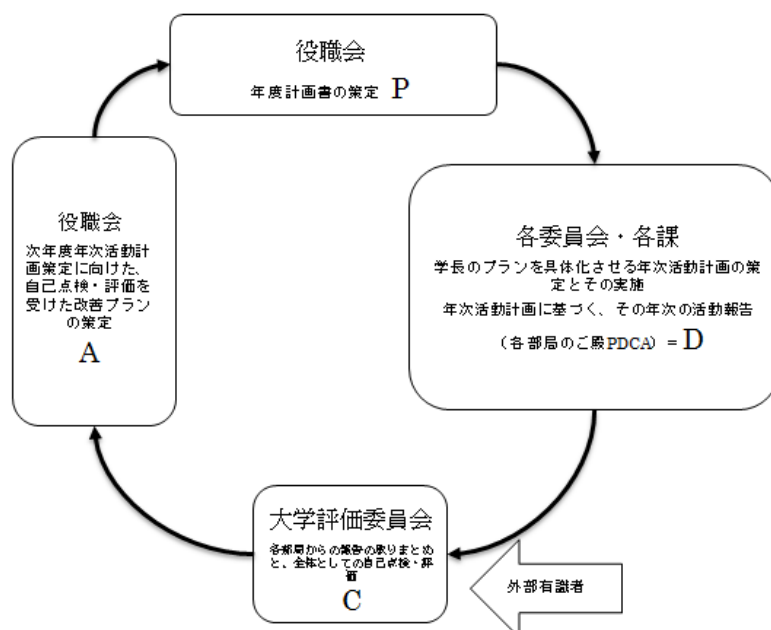 役職会
年度計画書の策定 P
役職会
次年度年次活動計
画策定に向けた、
自己点検・評価を
受けた改善プラン
の策定
A
各委員会・各課
学長のプランを具体化させる年次活動計画の策
定とその実施
年次活動計画に基づく、その年次の活動報告
（各部局のご殿PDCA）＝D
大学評価委員会
各部局からの報告の取りまとめ
と、全体としての自己点検・評
価
C
外部有識者